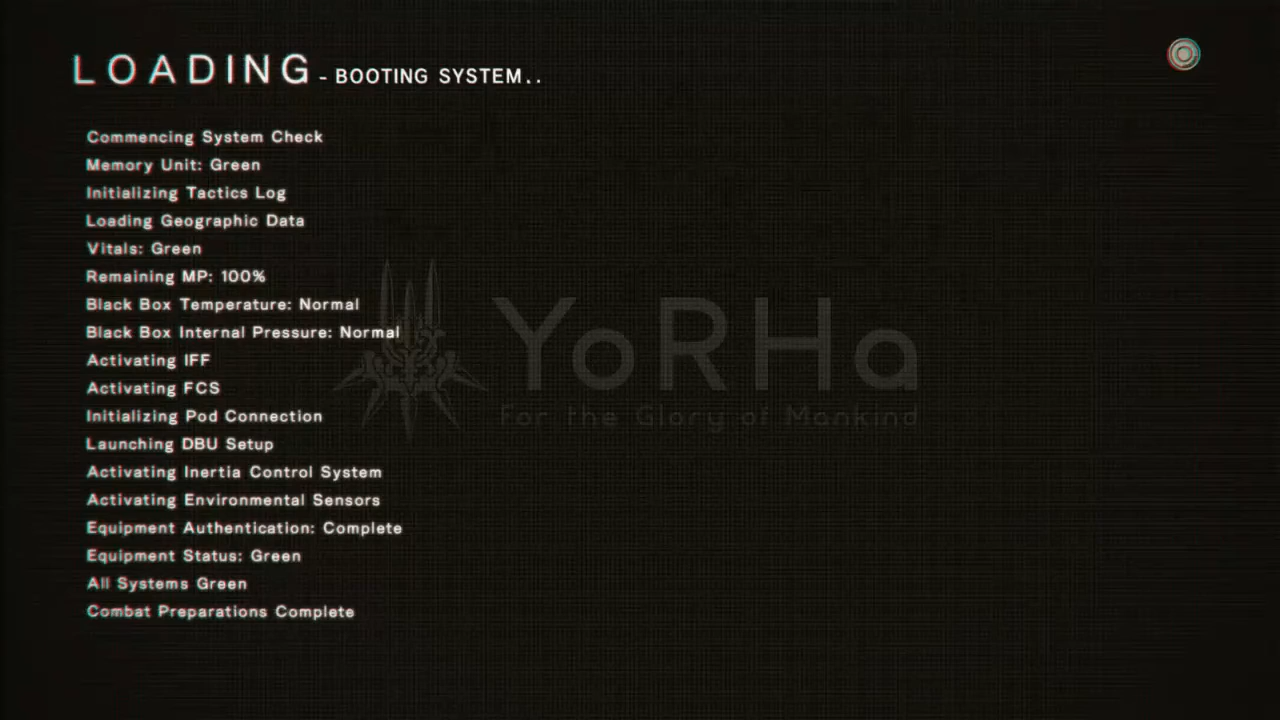 LOADING - BOOTING SYSTEM..
Commencing System Check
Memory Unit: Green
Initializing Tactics Log
Loading Geographic Data
Vitals: Green
Remaining MP: 100%
Black Box Temperature: Normal
Black Box Internal Pressure: Normal
Activating IFF
Activating FCS
Initializing Pod Connection
Launching DBU Setup
Activating Inertia Control System
Activating Environmental Sensors
Equipment Authentication: Complete
Equipment Status: Green
All Systems Green
Combat Preparations Complete
YoRHa
For the Glory of Mankind